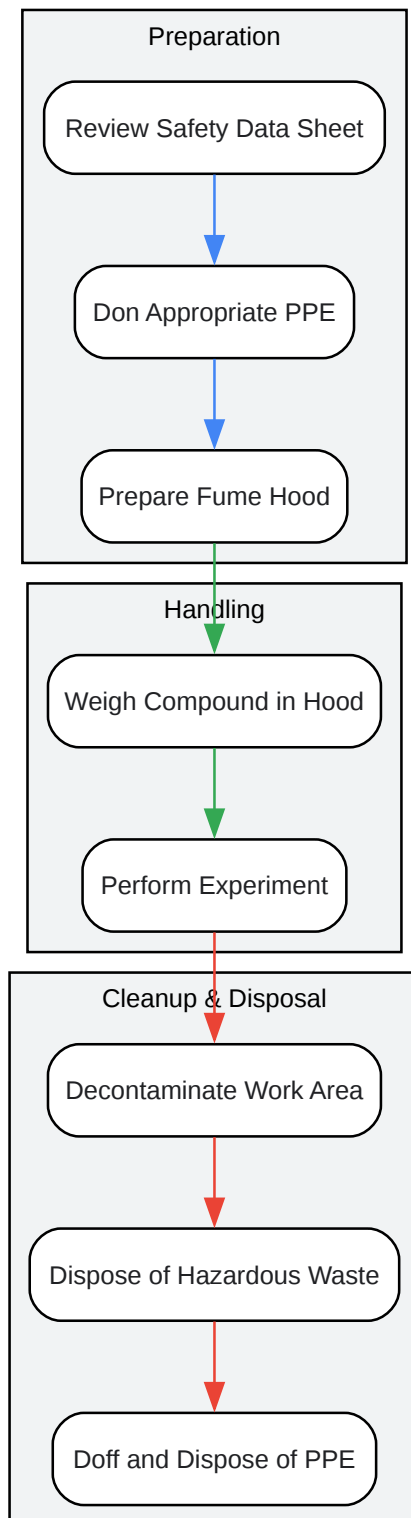 Preparation
Review Safety Data Sheet
Don Appropriate PPE
Prepare Fume Hood
Handling
Weigh Compound in Hood
Perform Experiment
Cleanup & Disposal
Decontaminate Work Area
Dispose of Hazardous Waste
Doff and Dispose of PPE